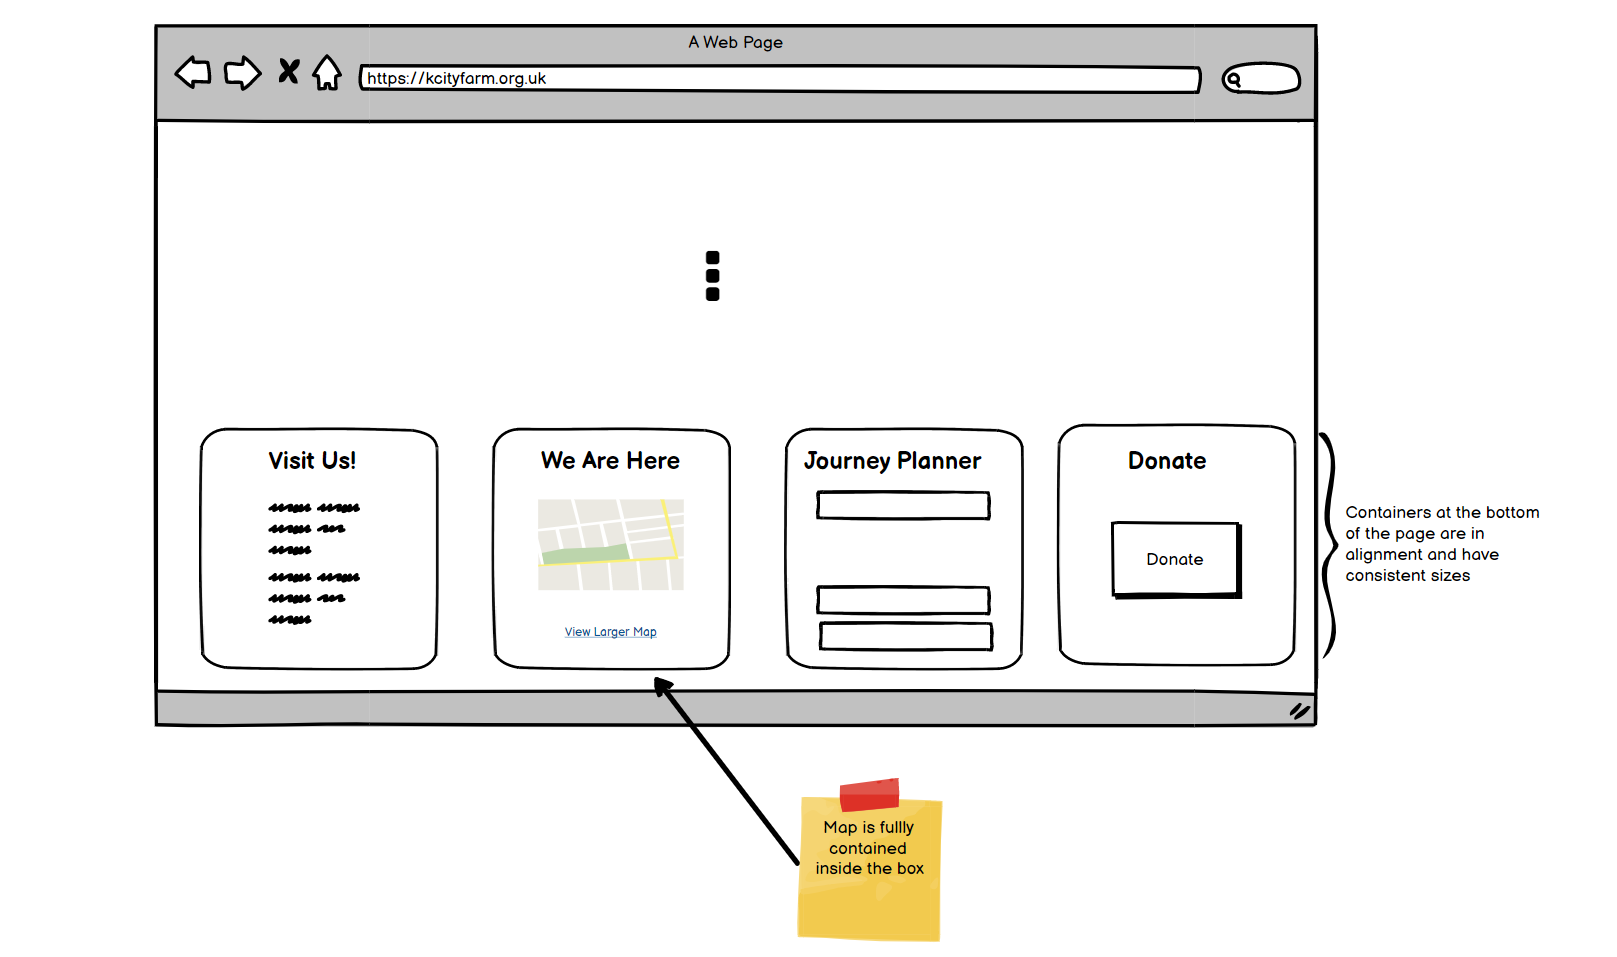 A Web Page
https://kcityfarm.org.uk
Visit Us!
We Are Here
View Larger Map
Journey Planner
Donate
Donate
Containers at the bottom
of the page are in
alignment and have
consistent sizes
Map is fullly
contained
inside the box